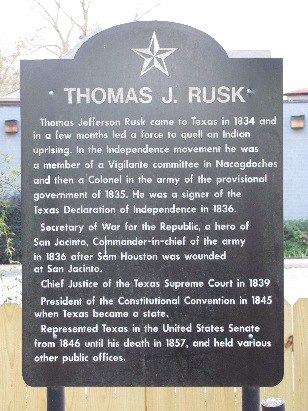 THOMAS J. RUSK
Thomas Jefferson Rusk came to Texas in 1834 and
in a few months led a force to quell an Indian
uprising. In the Independence movement he was
a member of a Vigilante committee in Nacogdoches
and then a Colonel in the army of the provisional
government of 1835. He was a signer of the
Texas Declaration of Independence in 1836.
Secretary of War for the Republic, a hero of
San Jacinto, Commander-in-chief of the army
in 1836 after Sam Houston was wounded
at San Jacinto.
Chief Justice of the Texas Supreme Court in 1839
President of the Constitutional Convention in 1845
when Texas became a state.
Represented Texas in the United States Senate
from 1846 until his death in 1857, and held various
other public offices.